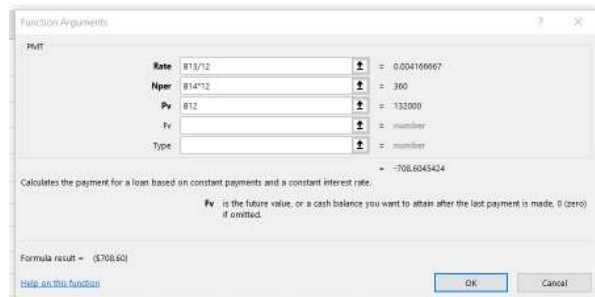 Function Arguments ? ×
PMT
Rate B13/12 = 0.004166667
Nper B14*12 = 360
Pv B12 = 132000
Fv = number
Type = number
= -708.6045424
Calculates the payment for a loan based on constant payments and a constant interest rate.
Fv is the future value, or a cash balance you want to attain after the last payment is made, 0 (zero)
if omitted.
Formula result = ($708.60)
Help on this function OK Cancel